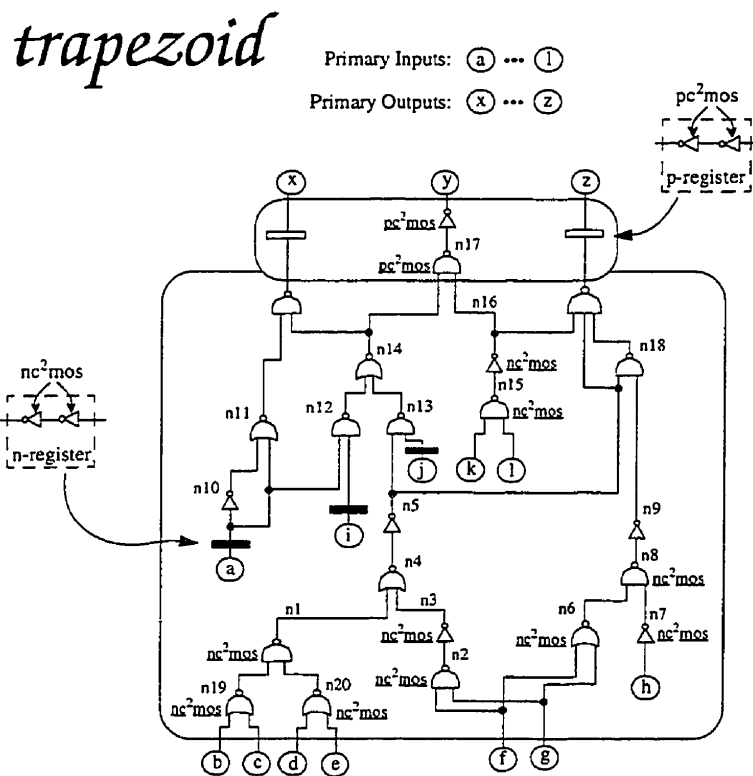 trapezoid
Primary Inputs: a ••• l
Primary Outputs: x ••• z
pc²mos
p-register
x
y
z
pc²mos
n17
pc²mos
n16
n14
n18
nc²mos
nc²mos
n15
n11
n12
n13
nc²mos
n-register
k
l
j
n10
n5
n9
i
a
n4
n8
nc²mos
n1
n3
n6
n7
nc²mos
nc²mos
nc²mos
nc²mos
n2
nc²mos
n19
n20
nc²mos
nc²mos
h
b
c
d
e
f
g